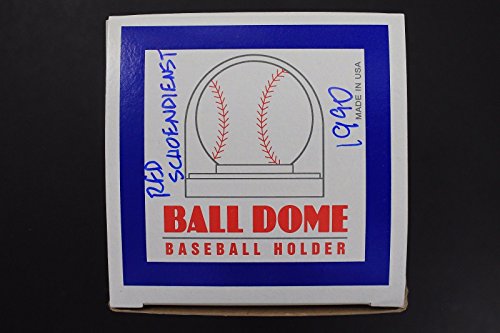 RED
SCHOENDIENST
1990
MADE IN USA
BALL DOME
BASEBALL HOLDER